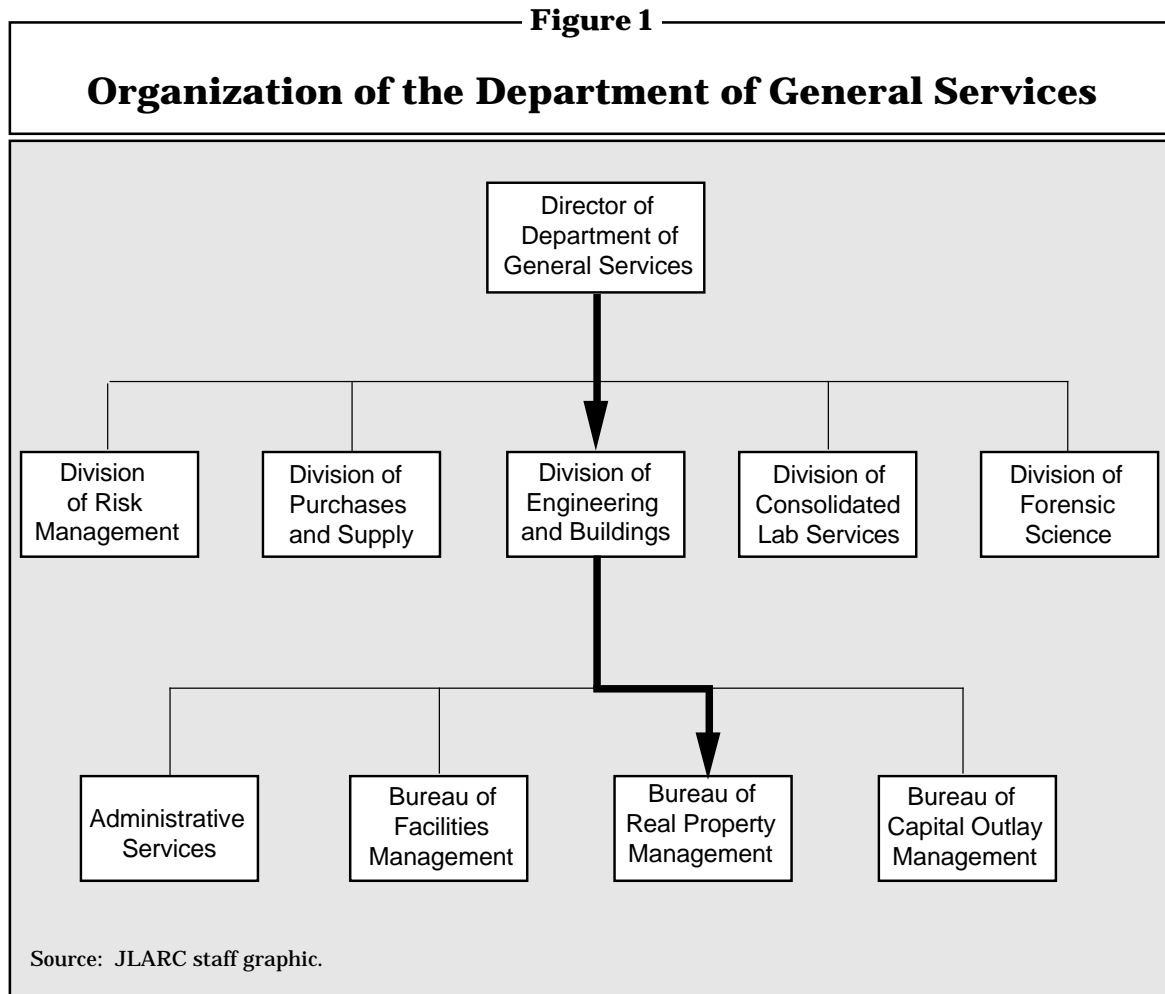 Figure 1
Organization of the Department of General Services
Director of
Department of
General Services
Division
of Risk
Management
Division of
Purchases
and Supply
Division of
Engineering
and Buildings
Division of
Consolidated
Lab Services
Division of
Forensic
Science
Administrative
Services
Bureau of
Facilities
Management
Bureau of
Real Property
Management
Bureau of
Capital Outlay
Management
Source: JLARC staff graphic.